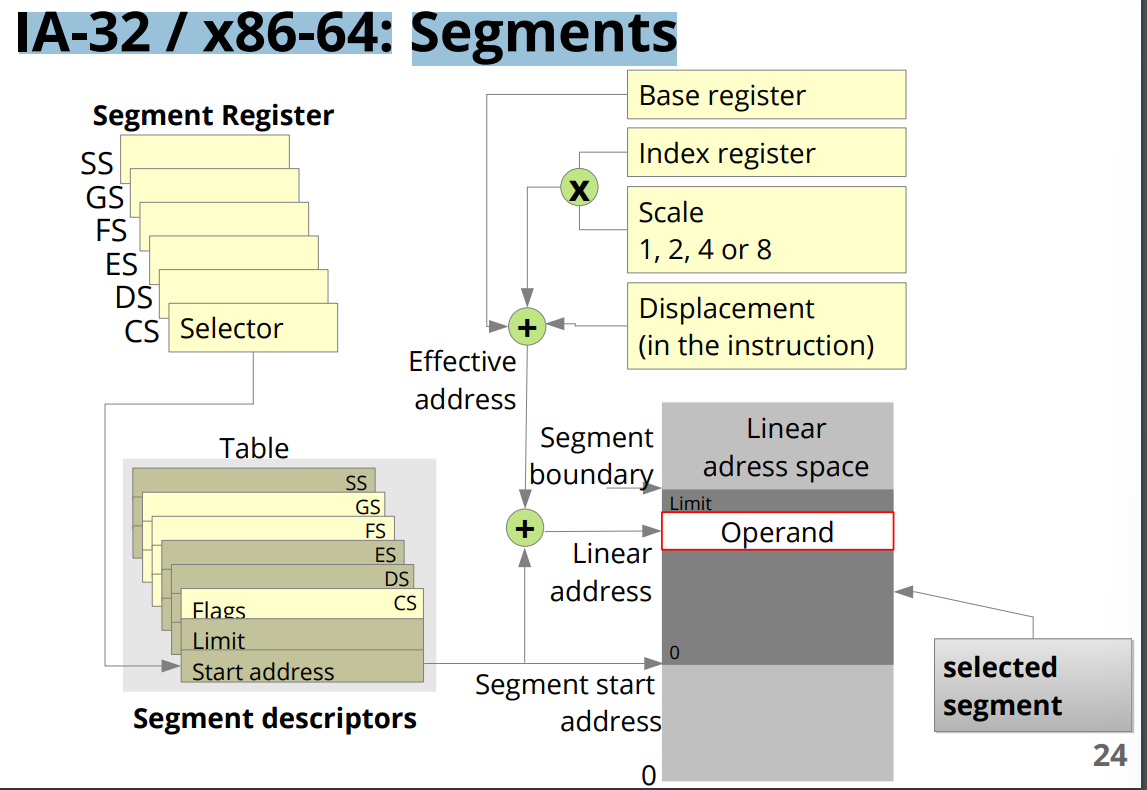 IA-32 / x86-64: Segments
Segment Register
SS
GS
FS
ES
DS
CS
Selector
Base register
Index register
x
Scale
1, 2, 4 or 8
Displacement
(in the instruction)
+
Effective
address
Table
SS
GS
FS
ES
DS
CS
Flags
Limit
Start address
Segment descriptors
Segment
boundary
+
Linear
address
Segment start
address
0
Linear
adress space
Limit
Operand
0
selected
segment
24